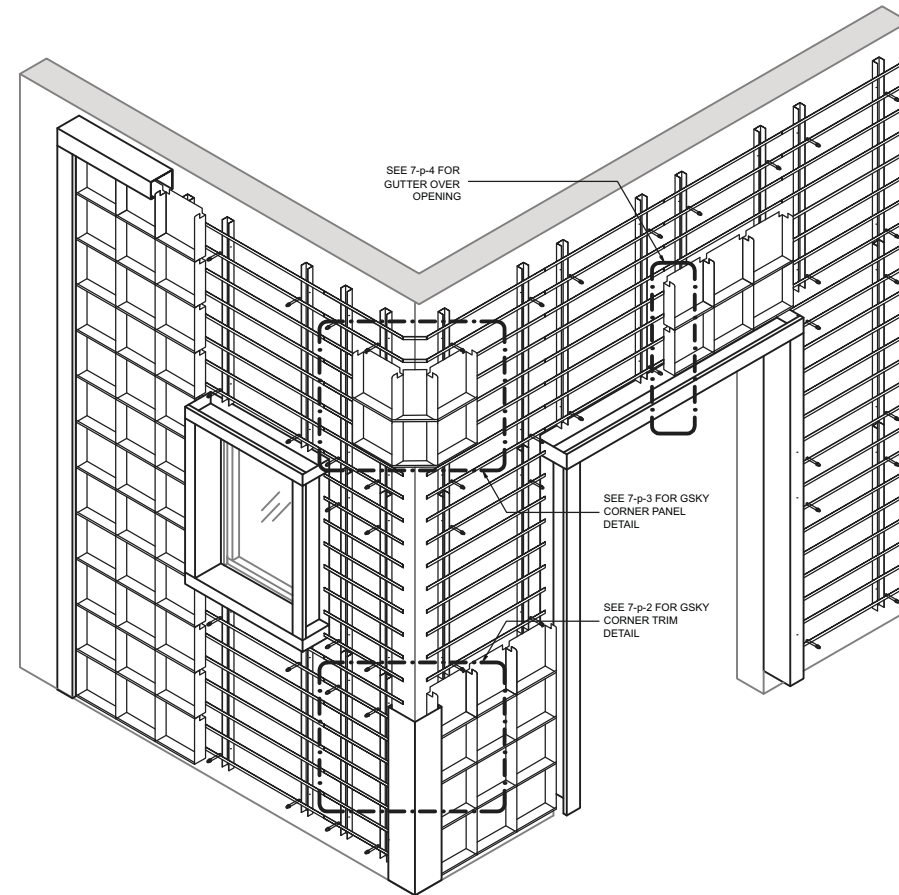 SEE 7-p-4 FOR
GUTTER OVER
OPENING
SEE 7-p-3 FOR GSKY
CORNER PANEL
DETAIL
SEE 7-p-2 FOR GSKY
CORNER TRIM
DETAIL